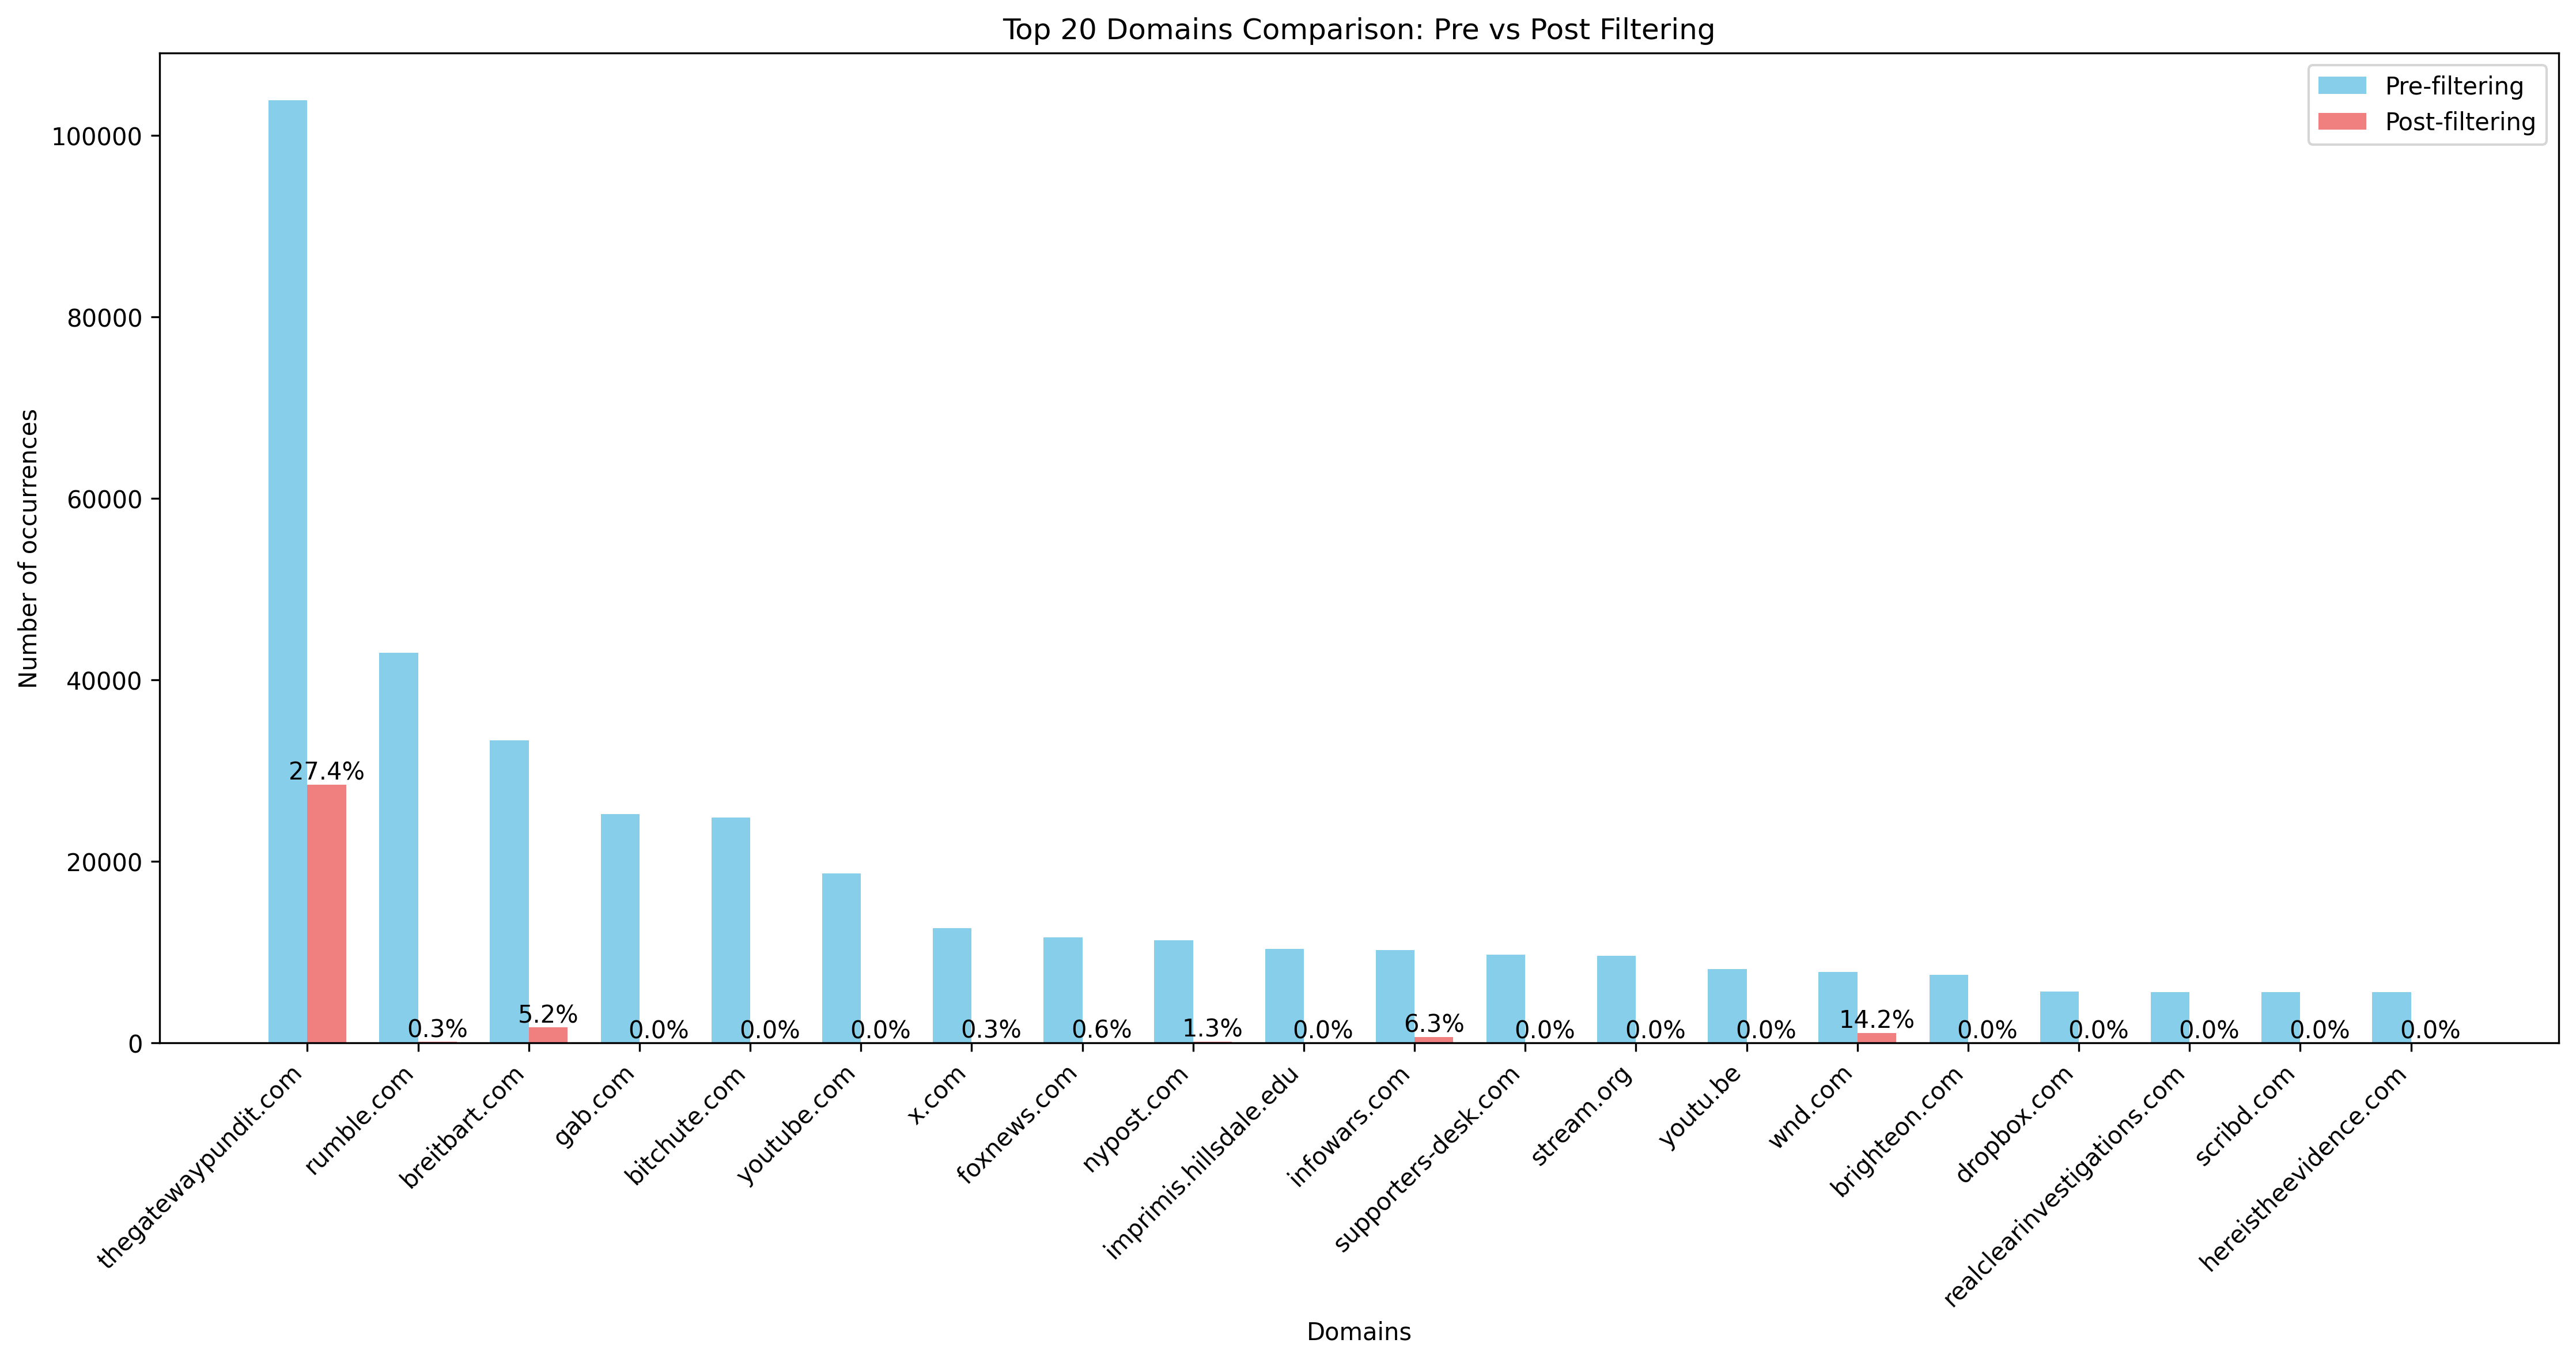 Top 20 Domains Comparison: Pre vs Post Filtering
Pre-filtering
Post-filtering
Number of occurrences
100000
80000
60000
40000
20000
0
27.4%
0.3%
5.2%
0.0%
0.0%
0.0%
0.3%
0.6%
1.3%
0.0%
6.3%
0.0%
0.0%
0.0%
14.2%
0.0%
0.0%
0.0%
0.0%
0.0%
thegatewaypundit.com
rumble.com
breitbart.com
gab.com
bitchute.com
youtube.com
x.com
foxnews.com
nypost.com
imprimis.hillsdale.edu
infowars.com
supporters-desk.com
stream.org
youtu.be
wnd.com
brighteon.com
dropbox.com
realclearinvestigations.com
scribd.com
hereistheevidence.com
Domains